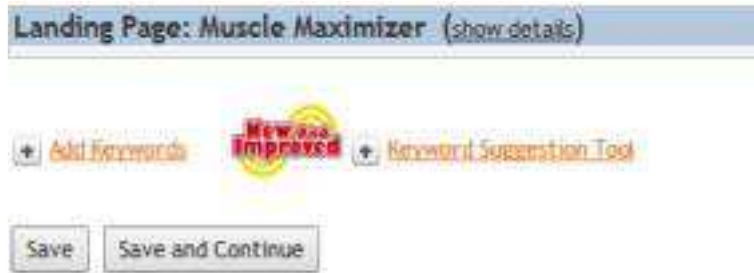 Landing Page: Muscle Maximizer (show details)
Add Keywords New and Improved Keyword Suggestion Tool
Save Save and Continue